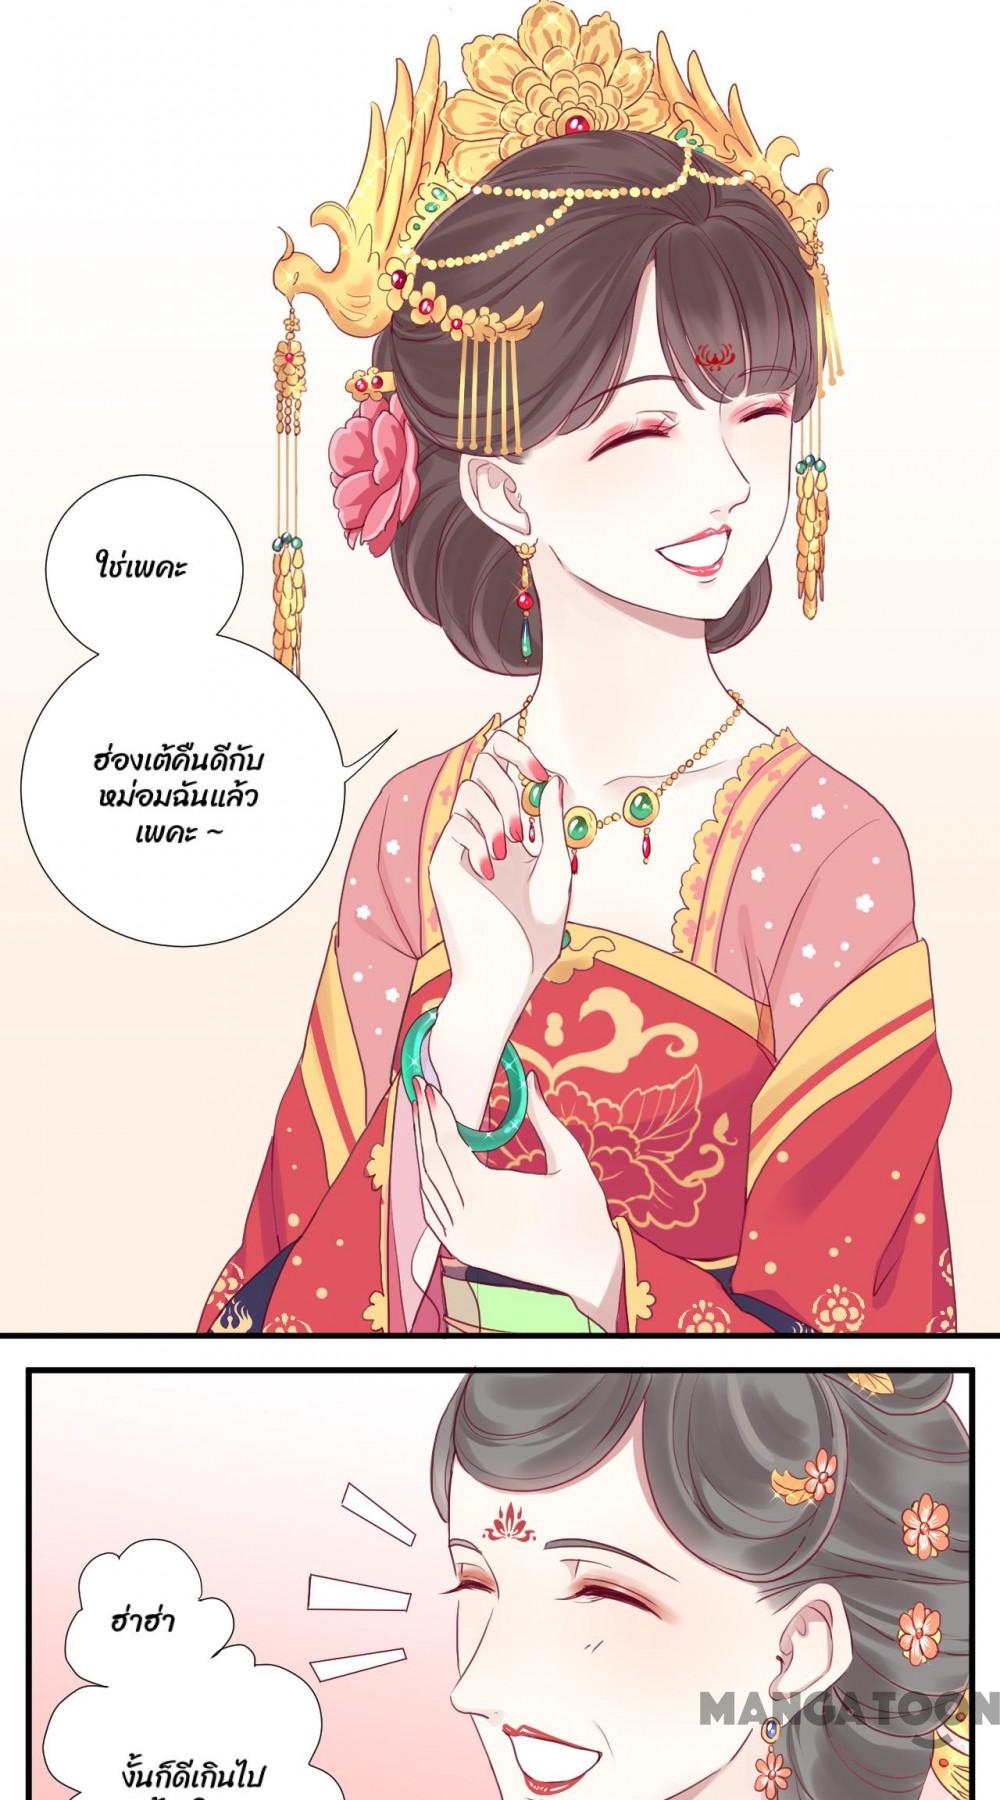 ใช่เพคะ
ฮ่องเต้คืนดีกับ
หม่อมฉันแล้ว
เพคะ ~
ฮ่าฮ่า
งั้นก็ดีเกินไป
MANGATOON